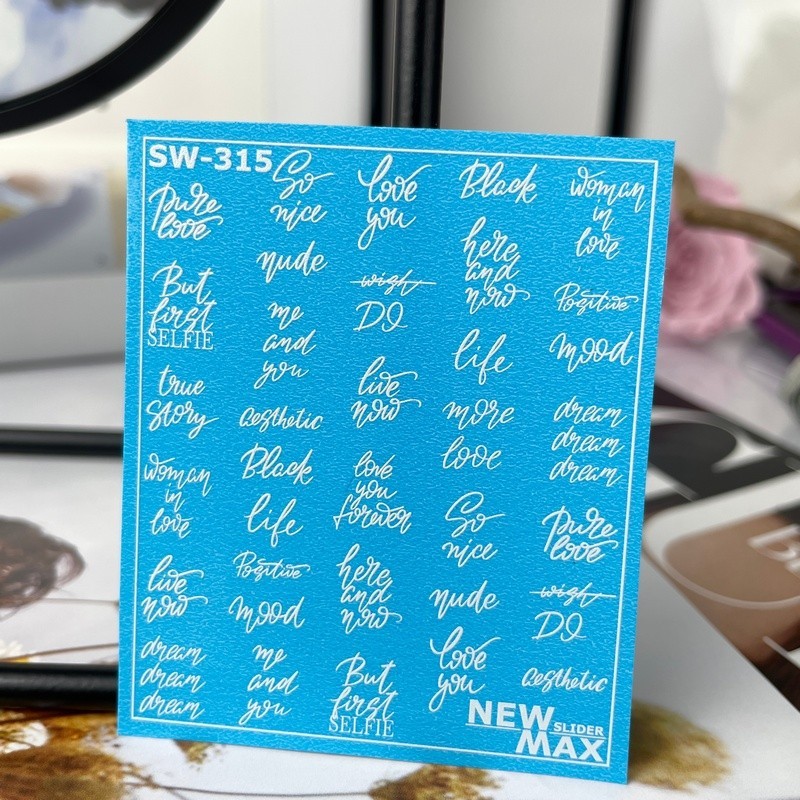 SW-315
So
nice
love
you
Black
woman
in
love
Pure
love
nude
wish
DO
here
and
now
Positive
But
first
SELFIE
me
and
you
life
mood
true
Story
aesthetic
live
now
more
love
dream
dream
dream
woman
in
love
Black
life
love
you
forever
So
nice
Pure
love
live
now
Positive
mood
here
and
now
nude
wish
DO
dream
dream
dream
me
and
you
But
first
SELFIE
love
you
aesthetic
NEW
SLIDER
MAX